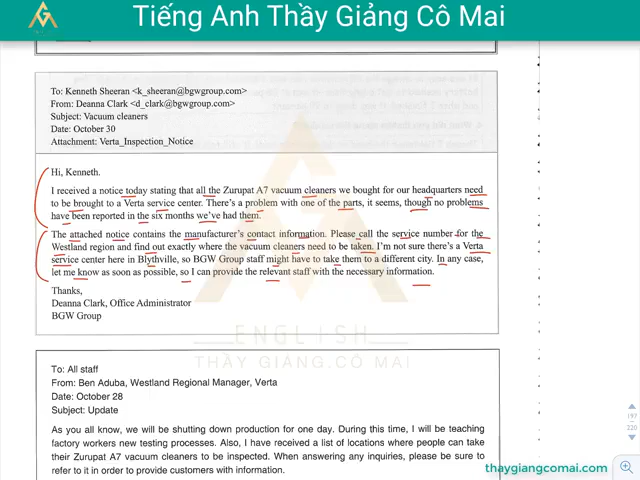 Tiếng Anh Thầy Giảng Cô Mai
To: Kenneth Sheeran <k_sheeran@bgwgroup.com>
From: Deanna Clark <d_clark@bgwgroup.com>
Subject: Vacuum cleaners
Date: October 30
Attachment: Verta_Inspection_Notice
Hi, Kenneth.
I received a notice today stating that all the Zurupat A7 vacuum cleaners we bought for our headquarters need
to be brought to a Verta service center. There's a problem with one of the parts, it seems, though no problems
have been reported in the six months we've had them.
The attached notice contains the manufacturer's contact information. Please call the service number for the
Westland region and find out exactly where the vacuum cleaners need to be taken. I'm not sure there's a Verta
service center here in Blythville, so BGW Group staff might have to take them to a different city. In any case,
let me know as soon as possible, so I can provide the relevant staff with the necessary information.
Thanks,
Deanna Clark, Office Administrator
BGW Group
ENGLISH
THẦY GIẢNG.CÔ MAI
To: All staff
From: Ben Aduba, Westland Regional Manager, Verta
Date: October 28
Subject: Update
As you all know, we will be shutting down production for one day. During this time, I will be teaching
factory workers new testing processes. Also, I have received a list of locations where people can take
their Zurupat A7 vacuum cleaners to be inspected. When answering any inquiries, please be sure to
refer to it in order to provide customers with information.
197
220
thaygiangcomai.com